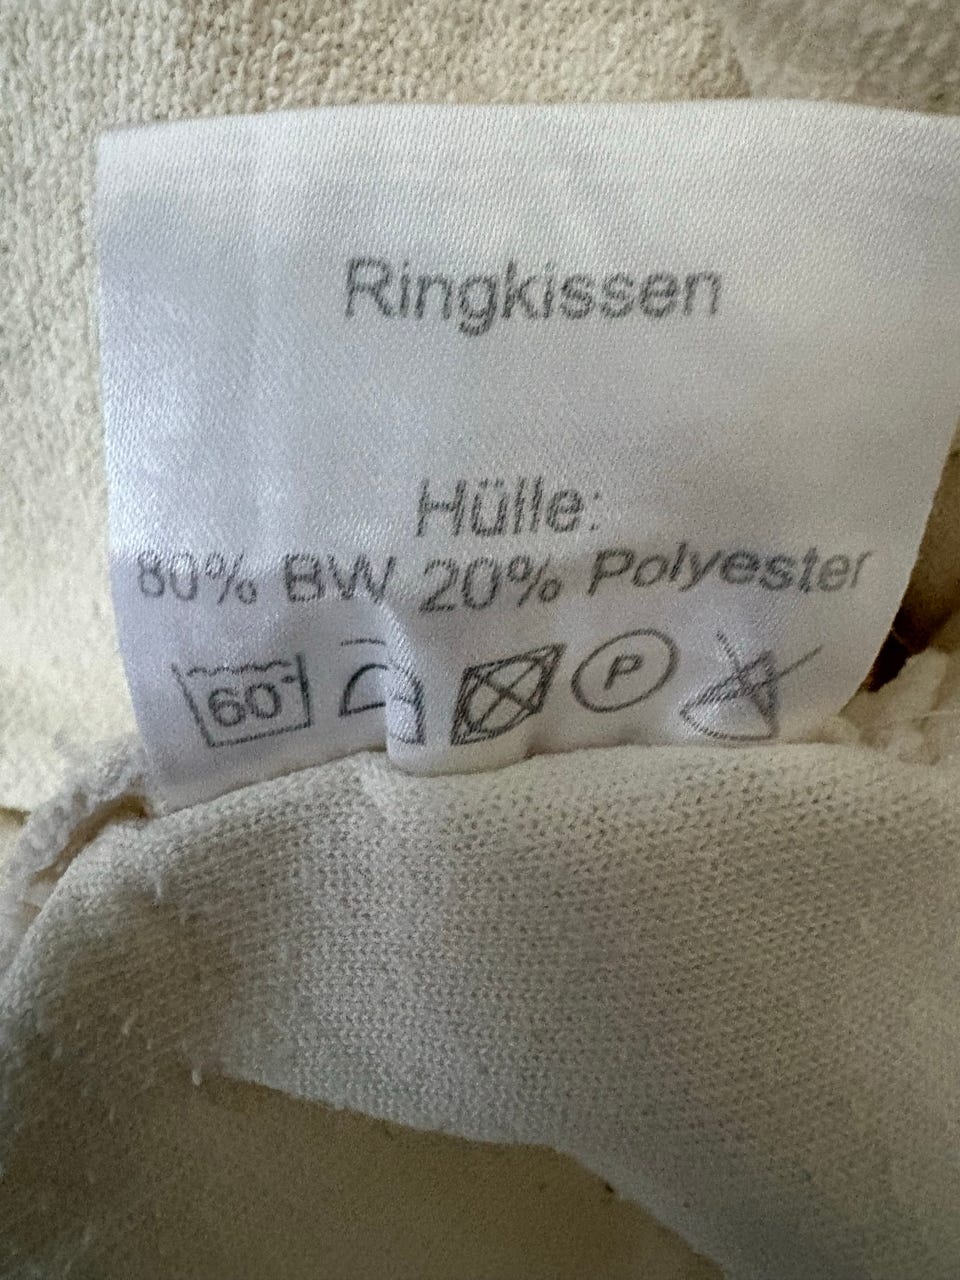 Ringkissen
Hülle:
80% BW 20% Polyester
60° P